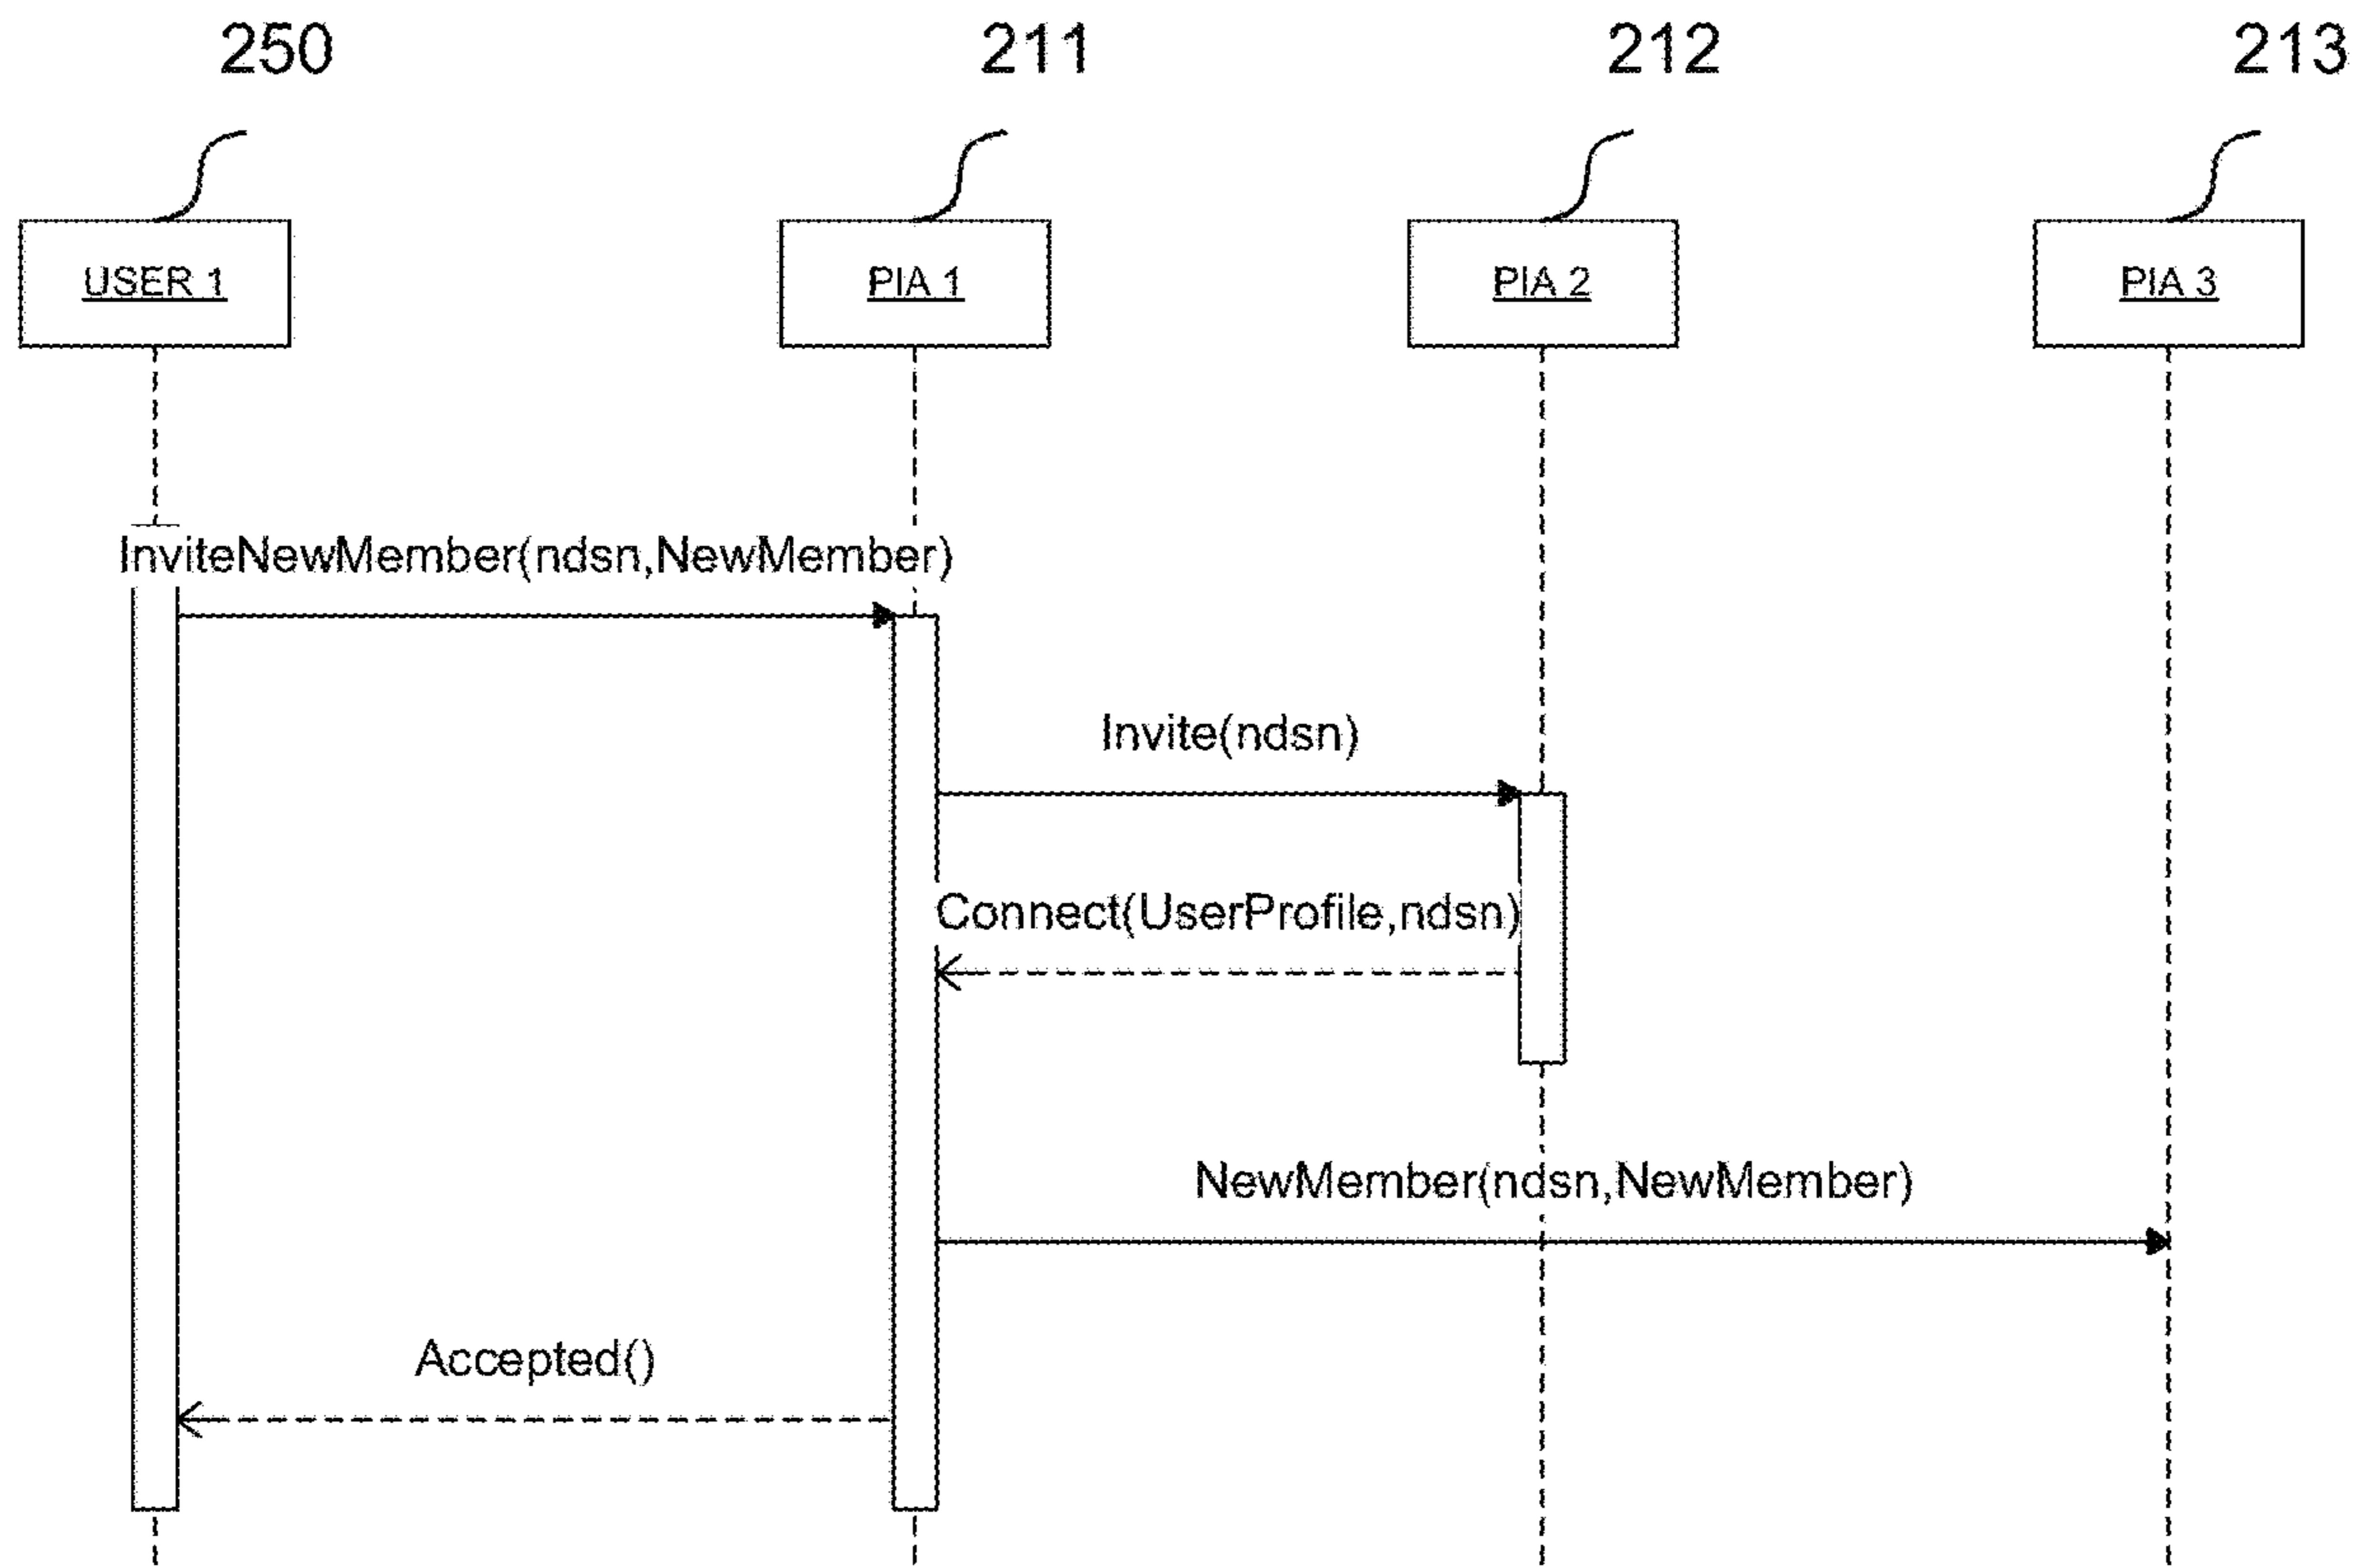 250
211
212
213
USER 1
PIA 1
PIA 2
PIA 3
InviteNewMember(ndsn,NewMember)
Invite(ndsn)
Connect(UserProfile,ndsn)
NewMember(ndsn,NewMember)
Accepted()